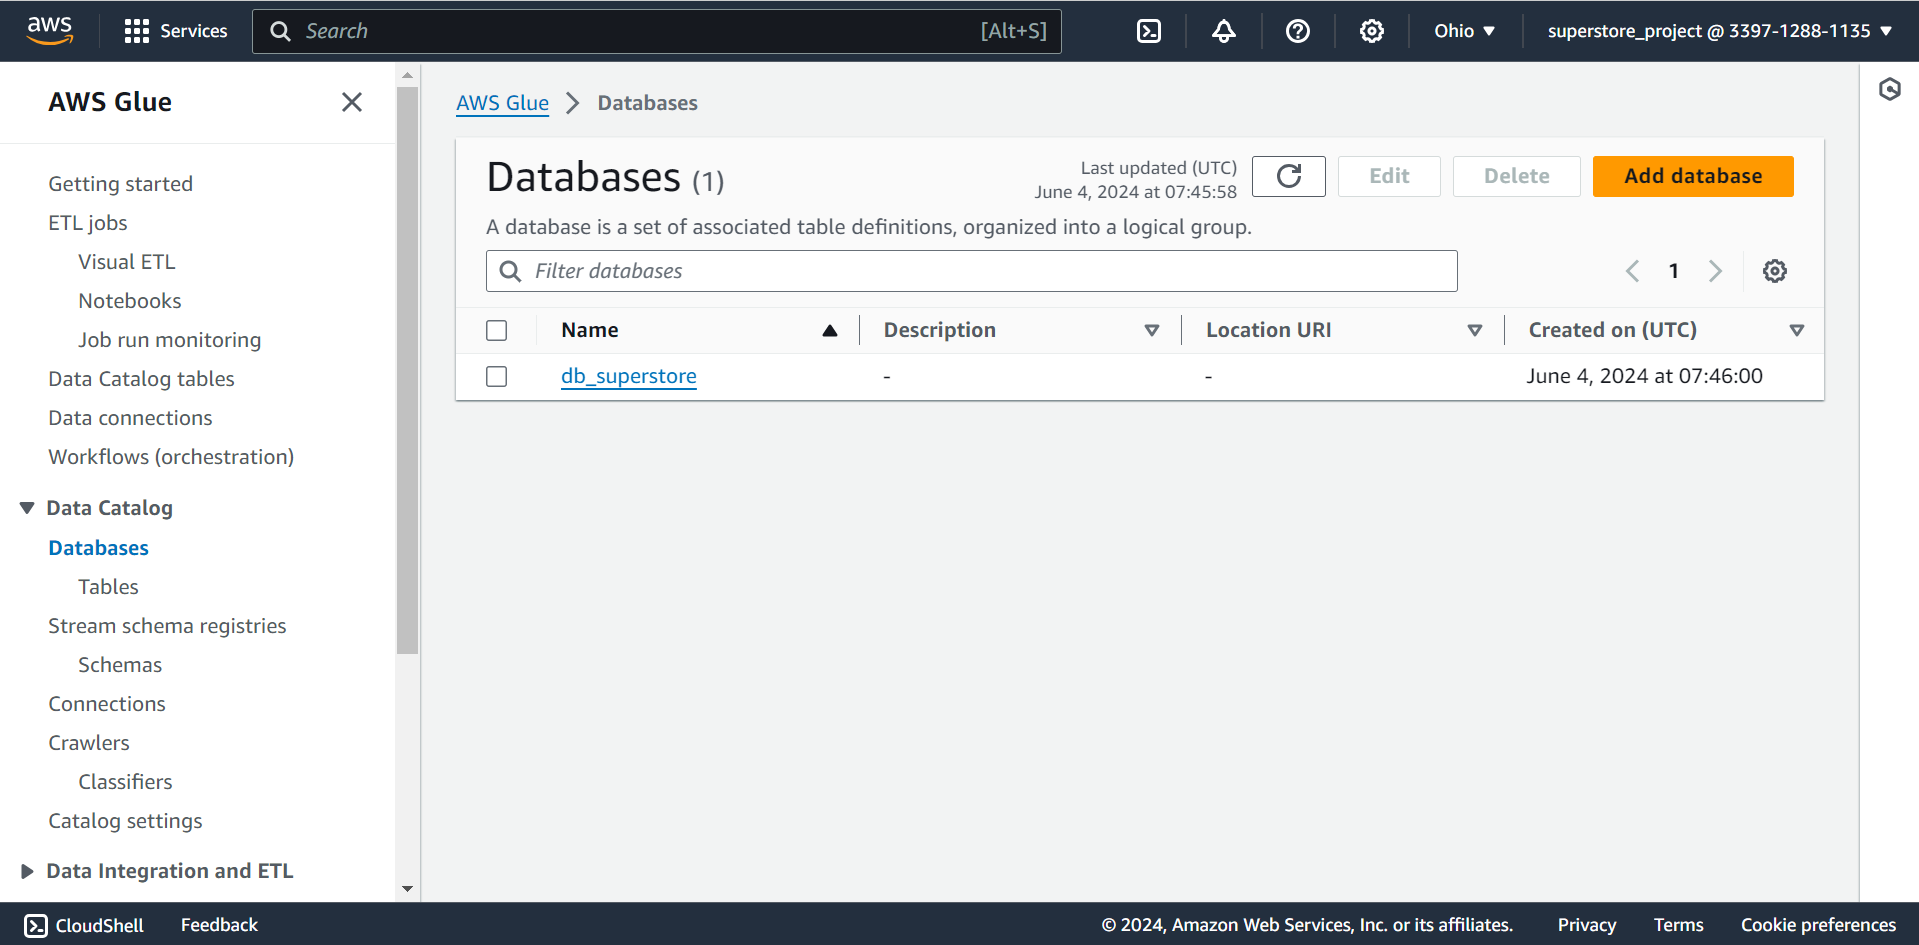 aws
Services
Search
[Alt+S]
Ohio
superstore_project @ 3397-1288-1135
AWS Glue
Getting started
ETL jobs
Visual ETL
Notebooks
Job run monitoring
Data Catalog tables
Data connections
Workflows (orchestration)
Data Catalog
Databases
Tables
Stream schema registries
Schemas
Connections
Crawlers
Classifiers
Catalog settings
Data Integration and ETL
AWS Glue > Databases
Databases (1)
Last updated (UTC)
June 4, 2024 at 07:45:58
Edit
Delete
Add database
A database is a set of associated table definitions, organized into a logical group.
Filter databases
1
Name Description Location URI Created on (UTC)
db_superstore - - June 4, 2024 at 07:46:00
CloudShell
Feedback
© 2024, Amazon Web Services, Inc. or its affiliates.
Privacy
Terms
Cookie preferences